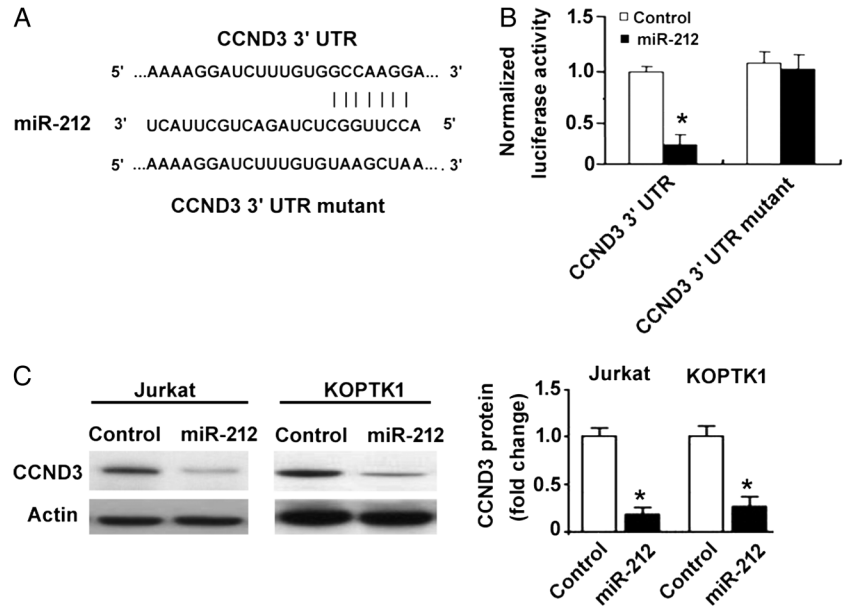 A
CCND3 3' UTR
5' ...AAAAGGAUCUUUGUGGCCAAGGA... 3'
miR-212 3' UCAUUCGUCAGAUCUCGGUUCCA 5'
5' ...AAAAGGAUCUUUGUGUAAGCUAA.... 3'
CCND3 3' UTR mutant
B
Normalized
luciferase activity
1.5
1.0
0.5
0
Control
miR-212
*
CCND3 3' UTR
CCND3 3' UTR mutant
C
Jurkat
KOPTK1
Control miR-212 Control miR-212
CCND3
Actin
CCND3 protein
(fold change)
1.5
1.0
0.5
0
Jurkat KOPTK1
* *
Control
miR-212
Control
miR-212